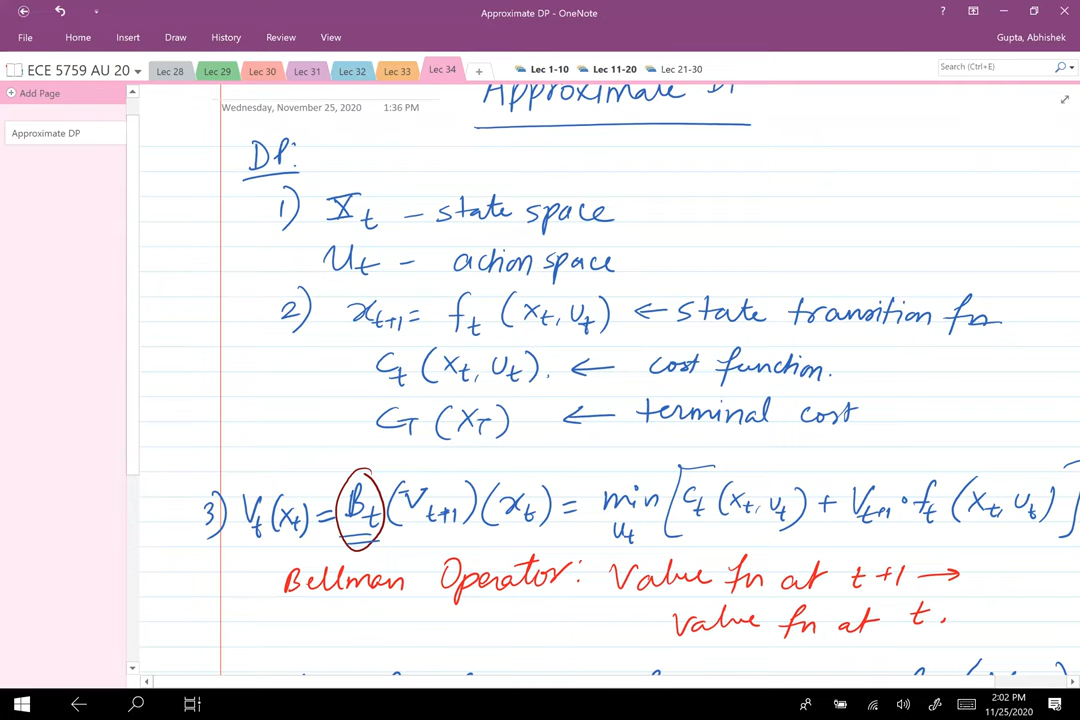 Approximate DP - OneNote
Gupta, Abhishek
File Home Insert Draw History Review View
ECE 5759 AU 20
Lec 28 Lec 29 Lec 30 Lec 31 Lec 32 Lec 33 Lec 34
Lec 1-10 Lec 11-20 Lec 21-30
Search (Ctrl+E)
Add Page
Approximate DP
Approximate DP
Wednesday, November 25, 2020 1:36 PM
DP:
1) X_t – state space
U_t – action space
2) x_{t+1} = f_t (x_t, u_t) ← state transition fn
C_t (x_t, u_t). ← cost function.
C_T (x_T) ← terminal cost
3) V_t(x_t) = B_t (V_{t+1})(x_t) = min_{u_t} [C_t (x_t, u_t) + V_{t+1} ∘ f_t (x_t, u_t)]
Bellman Operator: Value fn at t+1 →
value fn at t.
2:02 PM
11/25/2020